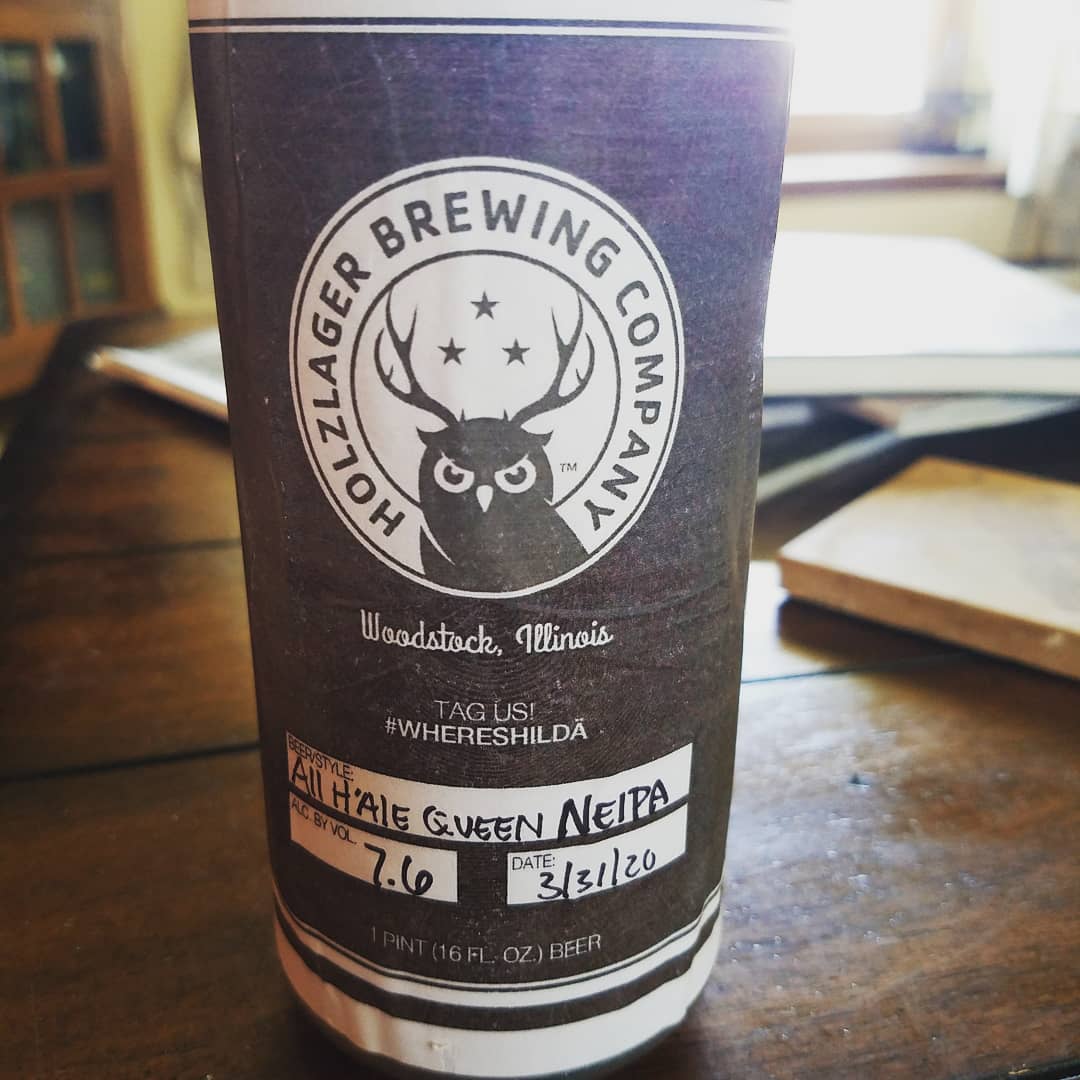 HOLZLAGER BREWING COMPANY
TM
Woodstock, Illinois
TAG US!
#WHERESHILDÄ
BEER/STYLE:
All H'Ale QUEEN NEIPA
ALC. BY VOL.
7.6
DATE:
3/31/20
1 PINT (16 FL. OZ.) BEER